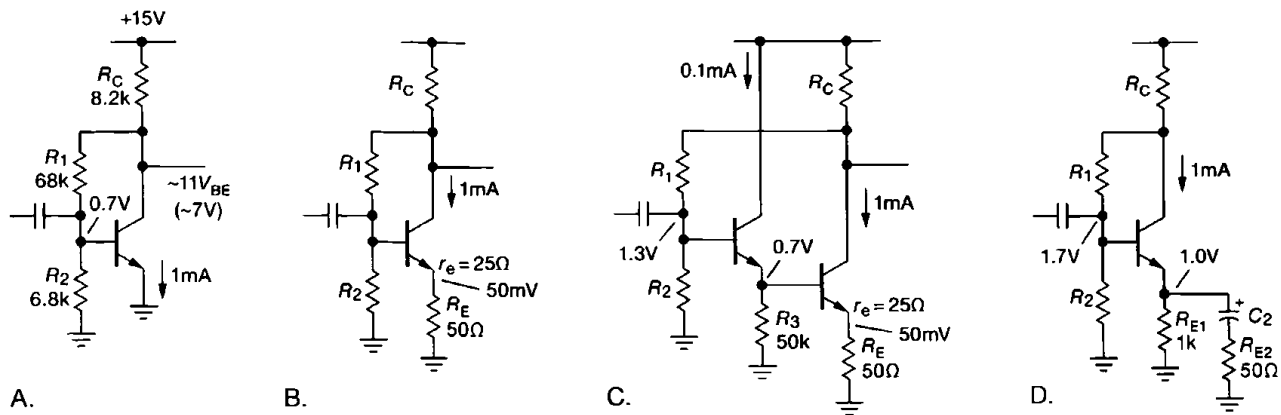 +15V
R_C
8.2k
R_1
68k
0.7V
~11V_BE
(~7V)
R_2
6.8k
1mA
A.
R_C
R_1
1mA
R_2
r_e = 25Ω
50mV
R_E
50Ω
B.
0.1mA
R_C
R_1
1mA
1.3V
0.7V
R_2
R_3
50k
r_e = 25Ω
50mV
R_E
50Ω
C.
R_C
R_1
1mA
1.7V
1.0V
R_2
R_E1
1k
+
C_2
R_E2
50Ω
D.